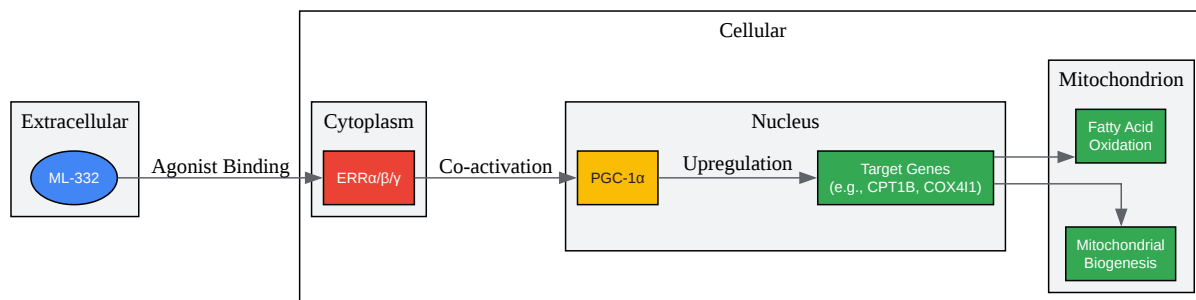 Cellular
Extracellular
ML-332
Agonist Binding
Cytoplasm
ERRα/β/γ
Co-activation
Nucleus
PGC-1α
Upregulation
Target Genes
(e.g., CPT1B, COX4I1)
Mitochondrion
Fatty Acid
Oxidation
Mitochondrial
Biogenesis